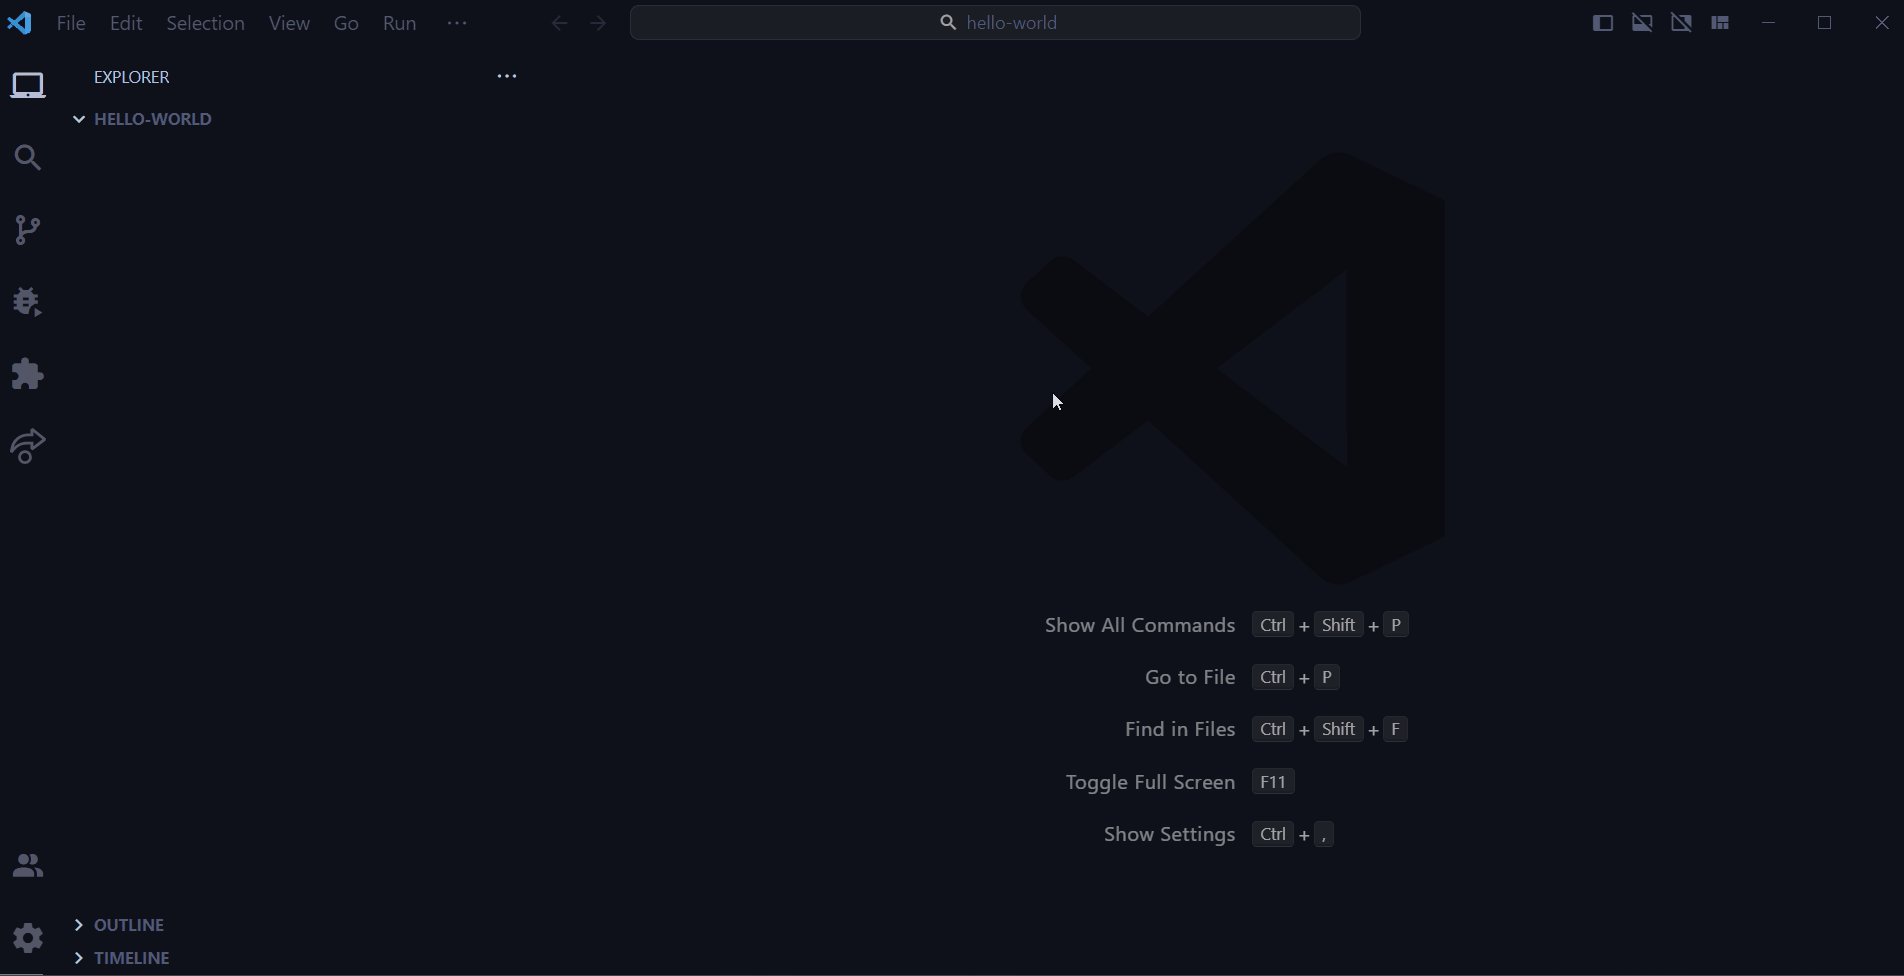 File Edit Selection View Go Run ··· hello-world
EXPLORER ···
HELLO-WORLD
Show All Commands Ctrl + Shift + P
Go to File Ctrl + P
Find in Files Ctrl + Shift + F
Toggle Full Screen F11
Show Settings Ctrl + ,
OUTLINE
TIMELINE